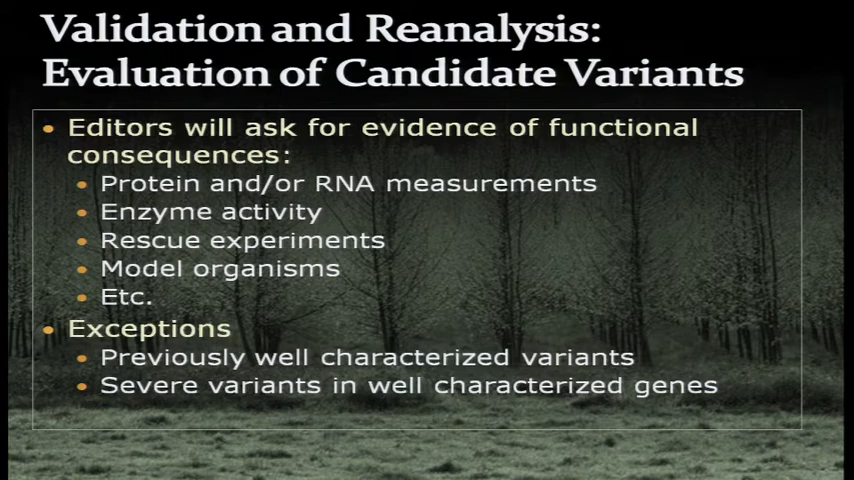 Validation and Reanalysis:
Evaluation of Candidate Variants
• Editors will ask for evidence of functional
consequences:
• Protein and/or RNA measurements
• Enzyme activity
• Rescue experiments
• Model organisms
• Etc.
• Exceptions
• Previously well characterized variants
• Severe variants in well characterized genes